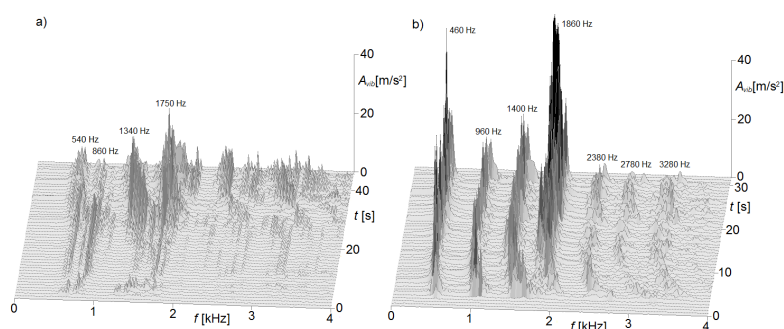 a)
40
A_vib[m/s²]
20
0
1750 Hz
1340 Hz
540 Hz
860 Hz
40
t [s]
20
0
0
1
2
3
4
f [kHz]
b)
460 Hz
1860 Hz
40
A_vib[m/s²]
20
0
1400 Hz
960 Hz
2380 Hz
2780 Hz
3280 Hz
30
t [s]
20
10
0
0
1
2
3
4
f [kHz]